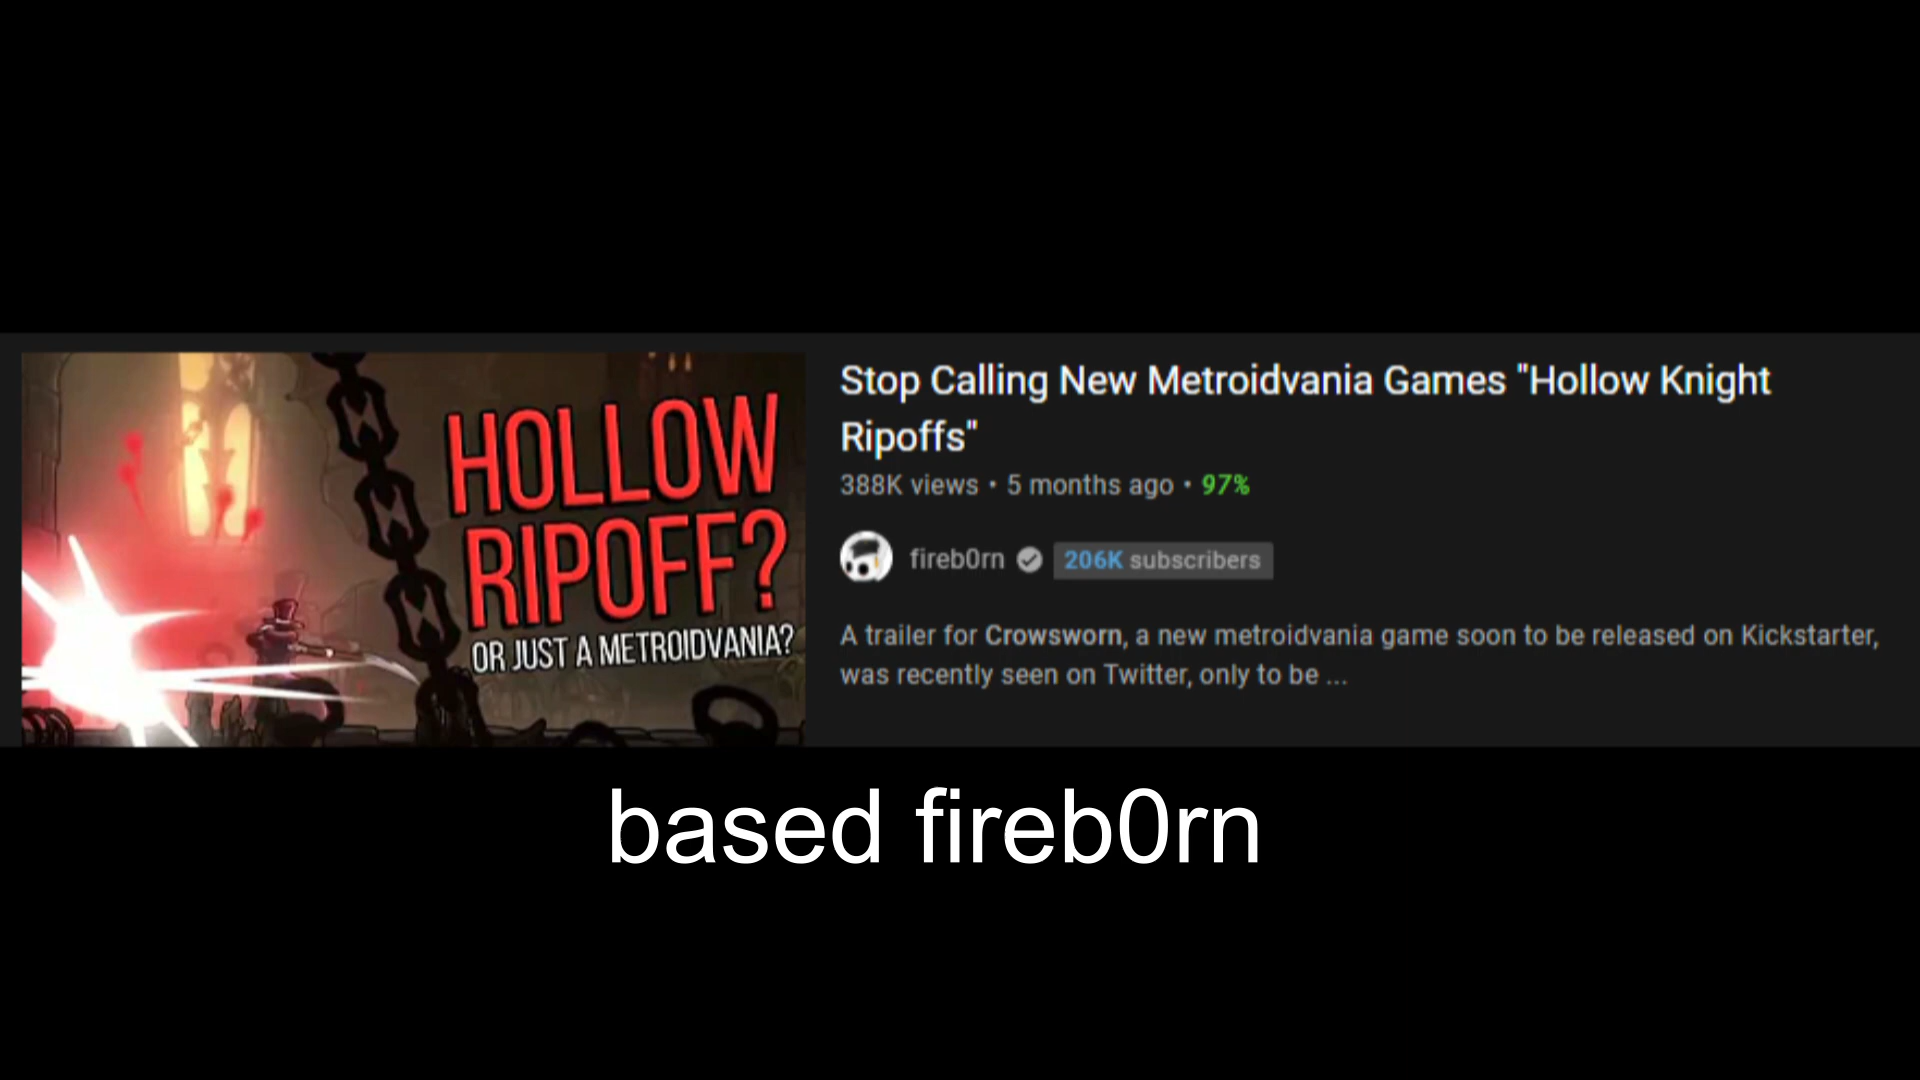 HOLLOW
RIPOFF?
OR JUST A METROIDVANIA?
Stop Calling New Metroidvania Games "Hollow Knight
Ripoffs"
388K views • 5 months ago • 97%
fireb0rn 206K subscribers
A trailer for Crowsworn, a new metroidvania game soon to be released on Kickstarter,
was recently seen on Twitter, only to be ...
based fireb0rn